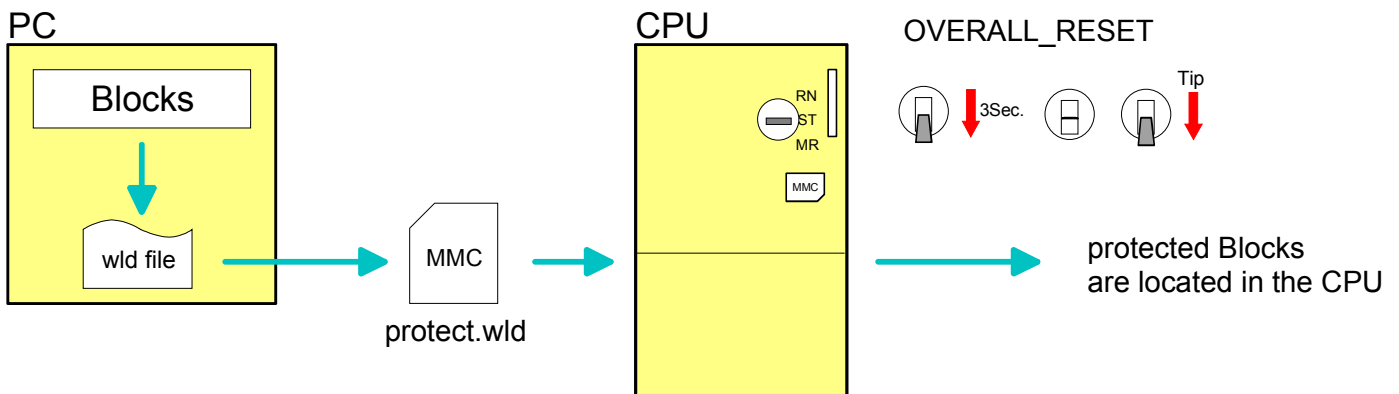 PC
Blocks
wld file
MMC
protect.wld
CPU
RN
ST
MR
MMC
OVERALL_RESET
3Sec.
Tip
protected Blocks
are located in the CPU